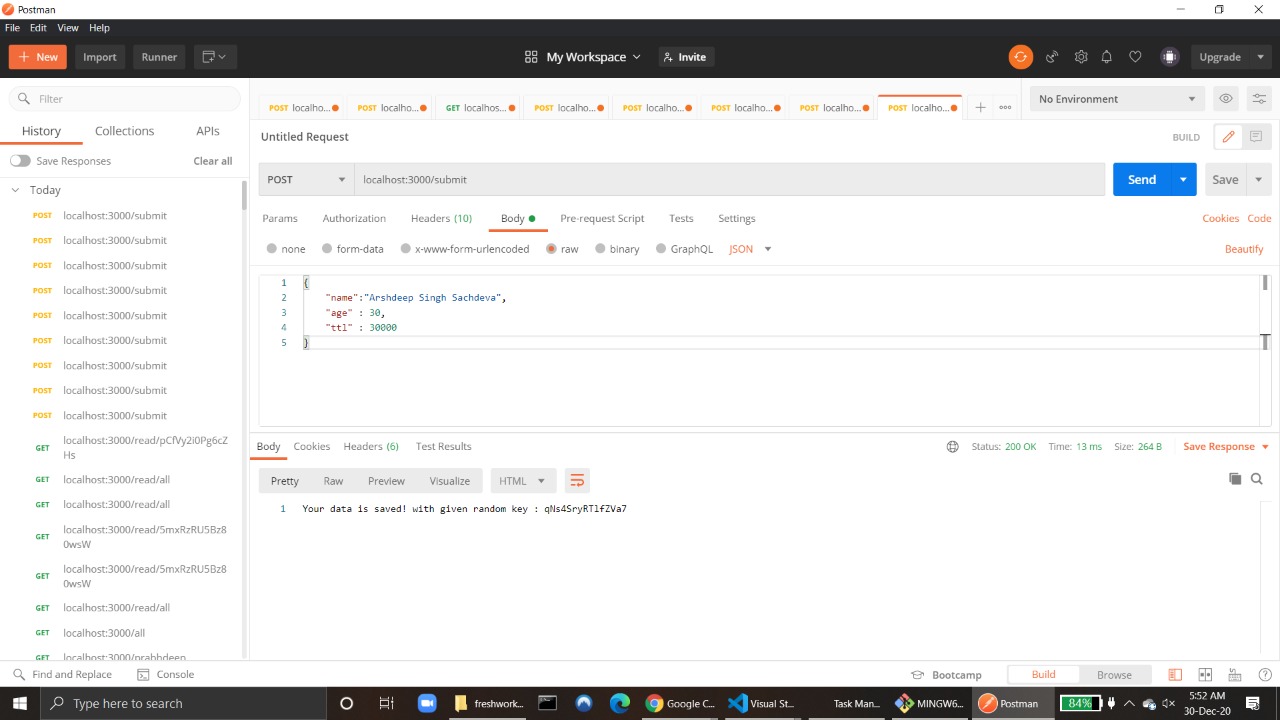 Postman
File Edit View Help
New Import Runner My Workspace Invite Upgrade
Filter
History Collections APIs
Save Responses Clear all
Today
POST localhost:3000/submit
POST localhost:3000/submit
POST localhost:3000/submit
POST localhost:3000/submit
POST localhost:3000/submit
POST localhost:3000/submit
POST localhost:3000/submit
POST localhost:3000/submit
POST localhost:3000/submit
GET localhost:3000/read/pCfVy2i0Pg6cZ
Hs
GET localhost:3000/read/all
GET localhost:3000/read/all
GET localhost:3000/read/5mxRzRU5Bz8
0wsW
GET localhost:3000/read/5mxRzRU5Bz8
0wsW
GET localhost:3000/read/all
GET localhost:3000/all
GET localhost:3000/prabhdeep
POST localho... POST localho... GET localhos... POST localho... POST localho... POST localho... POST localho... POST localho... No Environment
Untitled Request BUILD
POST localhost:3000/submit Send Save
Params Authorization Headers (10) Body Pre-request Script Tests Settings Cookies Code
none form-data x-www-form-urlencoded raw binary GraphQL JSON Beautify
1 {
2 "name":"Arshdeep Singh Sachdeva",
3 "age" : 30,
4 "ttl" : 30000
5 }
Body Cookies Headers (6) Test Results Status: 200 OK Time: 13 ms Size: 264 B Save Response
Pretty Raw Preview Visualize HTML
1 Your data is saved! with given random key : qNs4SryRTlfZVa7
Find and Replace Console Bootcamp Build Browse
Type here to search freshwork... Google C... Visual St... Task Man... MINGW6... Postman 84% 5:52 AM
30-Dec-20